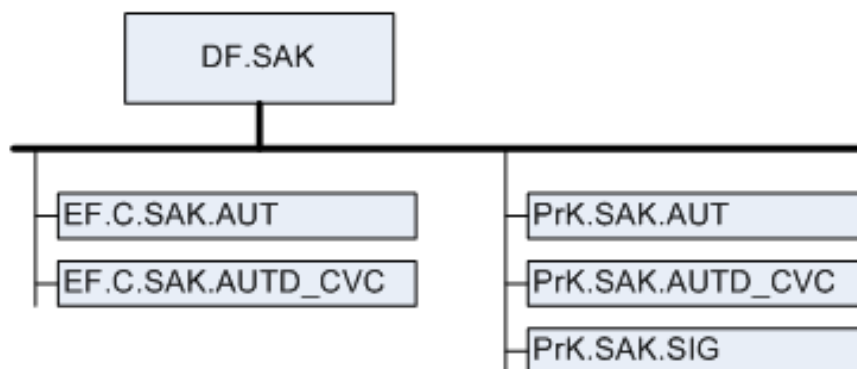 DF.SAK
EF.C.SAK.AUT
EF.C.SAK.AUTD_CVC
PrK.SAK.AUT
PrK.SAK.AUTD_CVC
PrK.SAK.SIG